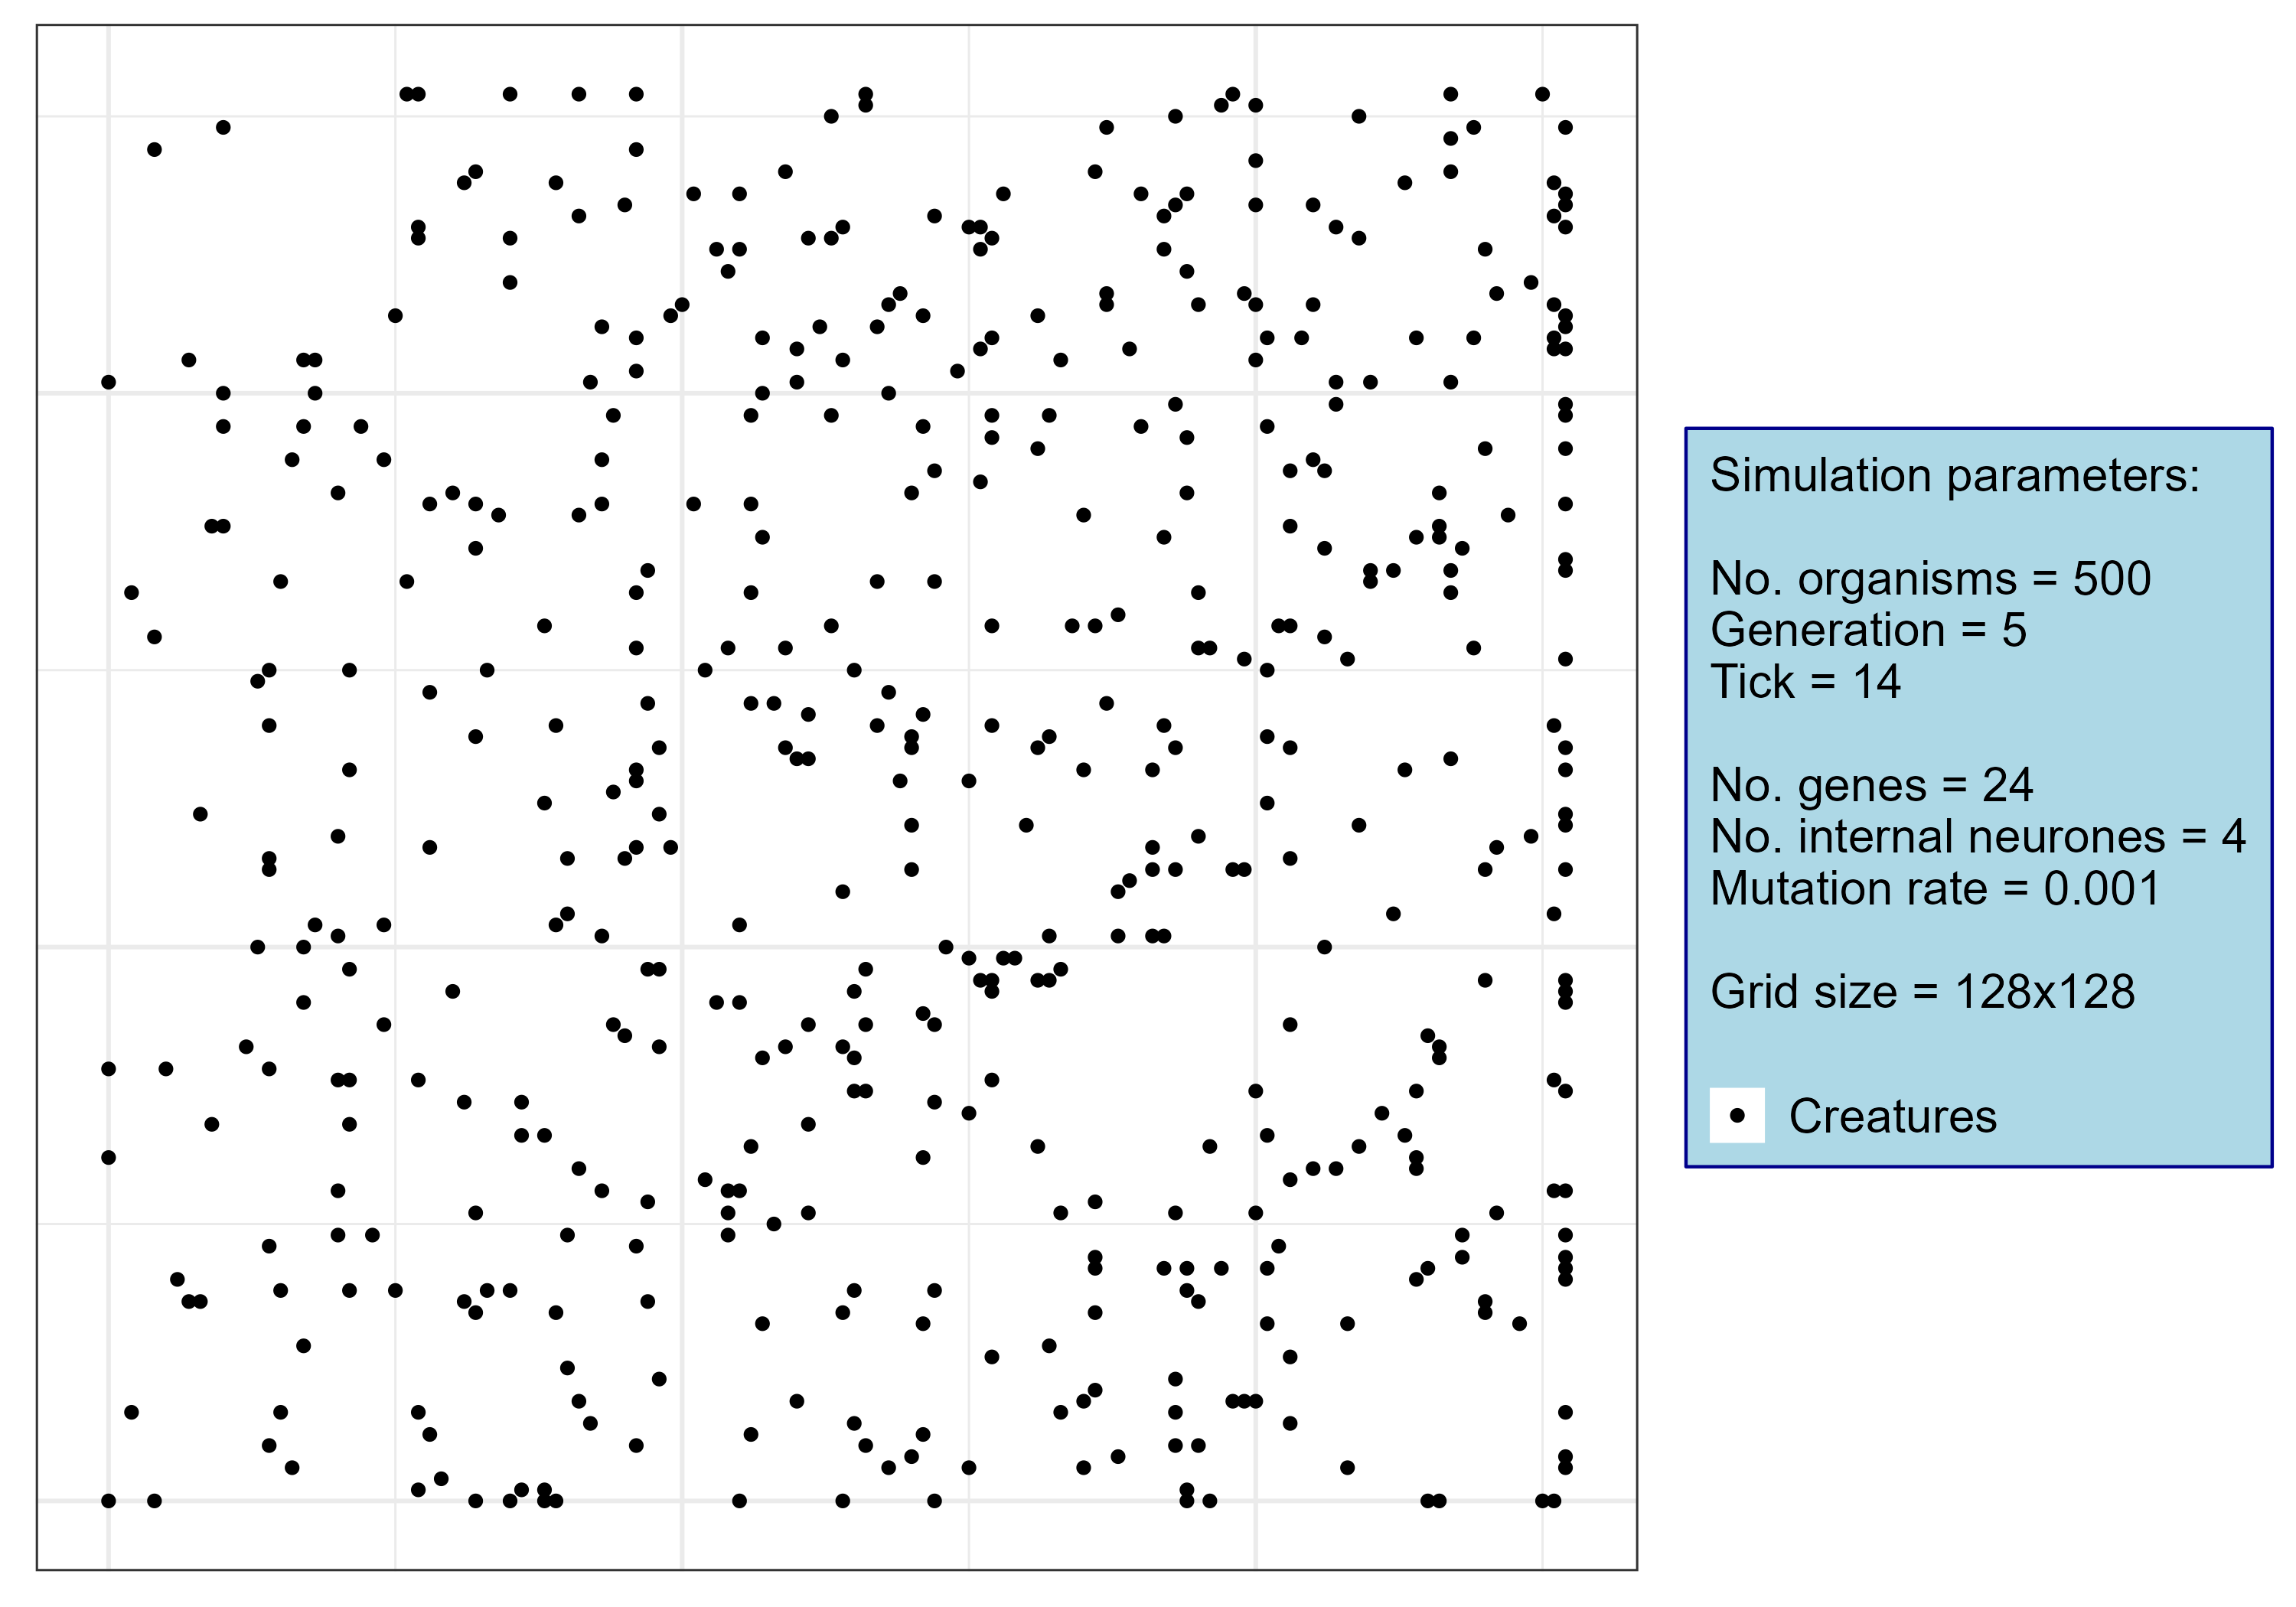 Simulation parameters:
No. organisms = 500
Generation = 5
Tick = 14
No. genes = 24
No. internal neurones = 4
Mutation rate = 0.001
Grid size = 128x128
Creatures